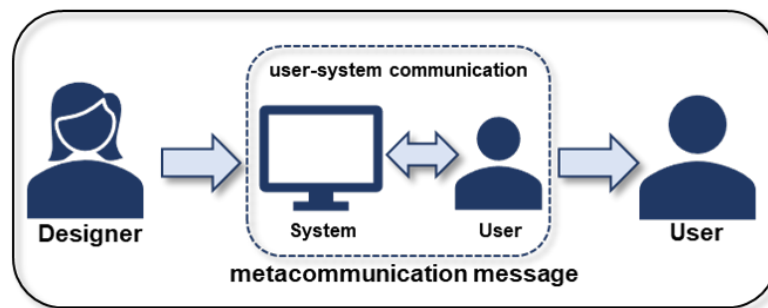 user-system communication
Designer
System
User
User
metacommunication message